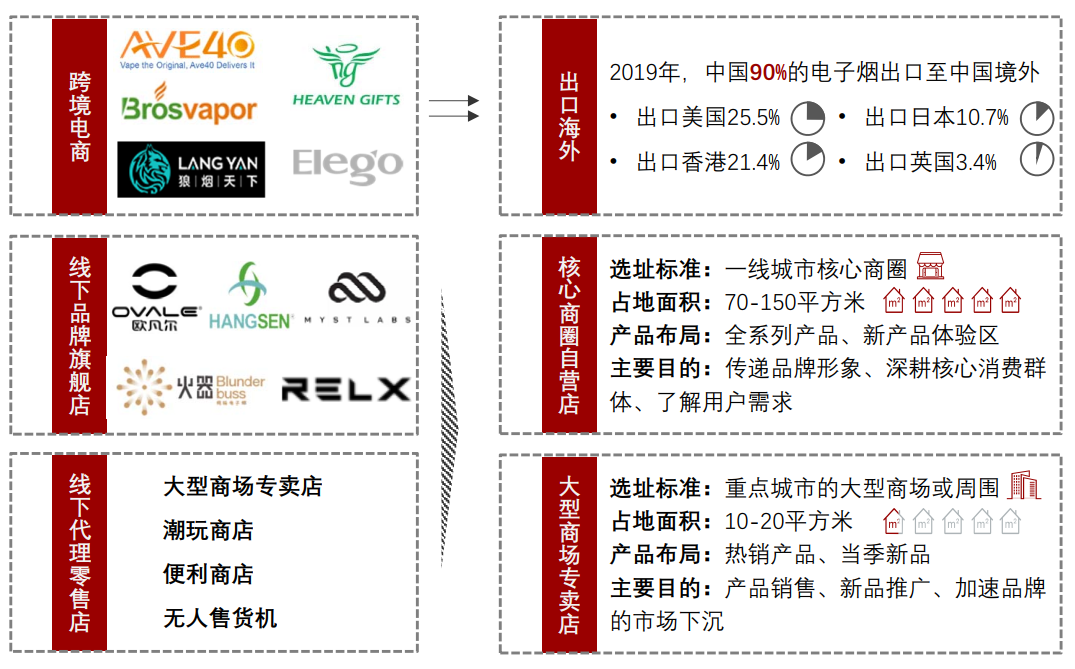 跨境电商
AVE40
Vape the Original, Ave40 Delivers It
HEAVEN GIFTS
Brosvapor
LANG YAN
狼|烟|天|下
Elego
出口海外
2019年，中国90%的电子烟出口至中国境外
• 出口美国25.5%
• 出口日本10.7%
• 出口香港21.4%
• 出口英国3.4%
线下品牌旗舰店
OVALE®
欧凡尔
HANGSEN®
MYST LABS
火器 Blunder
buss
RELX
核心商圈自营店
选址标准：一线城市核心商圈
占地面积：70-150平方米 m² m² m² m² m²
产品布局：全系列产品、新产品体验区
主要目的：传递品牌形象、深耕核心消费群
体、了解用户需求
线下代理零售店
大型商场专卖店
潮玩商店
便利商店
无人售货机
大型商场专卖店
选址标准：重点城市的大型商场或周围
占地面积：10-20平方米 m² m² m² m² m²
产品布局：热销产品、当季新品
主要目的：产品销售、新品推广、加速品牌
的市场下沉